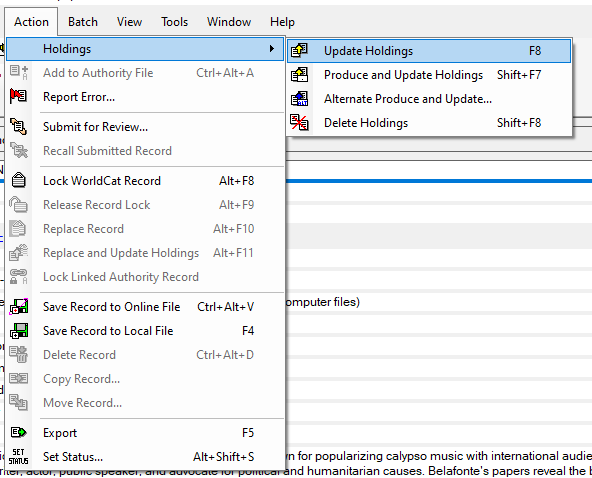 Action Batch View Tools Window Help
Holdings
Update Holdings F8
Add to Authority File Ctrl+Alt+A
Produce and Update Holdings Shift+F7
Report Error...
Alternate Produce and Update...
Submit for Review...
Delete Holdings Shift+F8
Recall Submitted Record
Lock WorldCat Record Alt+F8
Release Record Lock Alt+F9
Replace Record Alt+F10
Replace and Update Holdings Alt+F11
Lock Linked Authority Record
Save Record to Online File Ctrl+Alt+V
omputer files)
Save Record to Local File F4
Delete Record Ctrl+Alt+D
Copy Record...
Move Record...
Export F5
SET STATUS Set Status... Alt+Shift+S
wn for popularizing calypso music with international audie
riter, actor, public speaker, and advocate for political and humanitarian causes. Belafonte's papers reveal the b